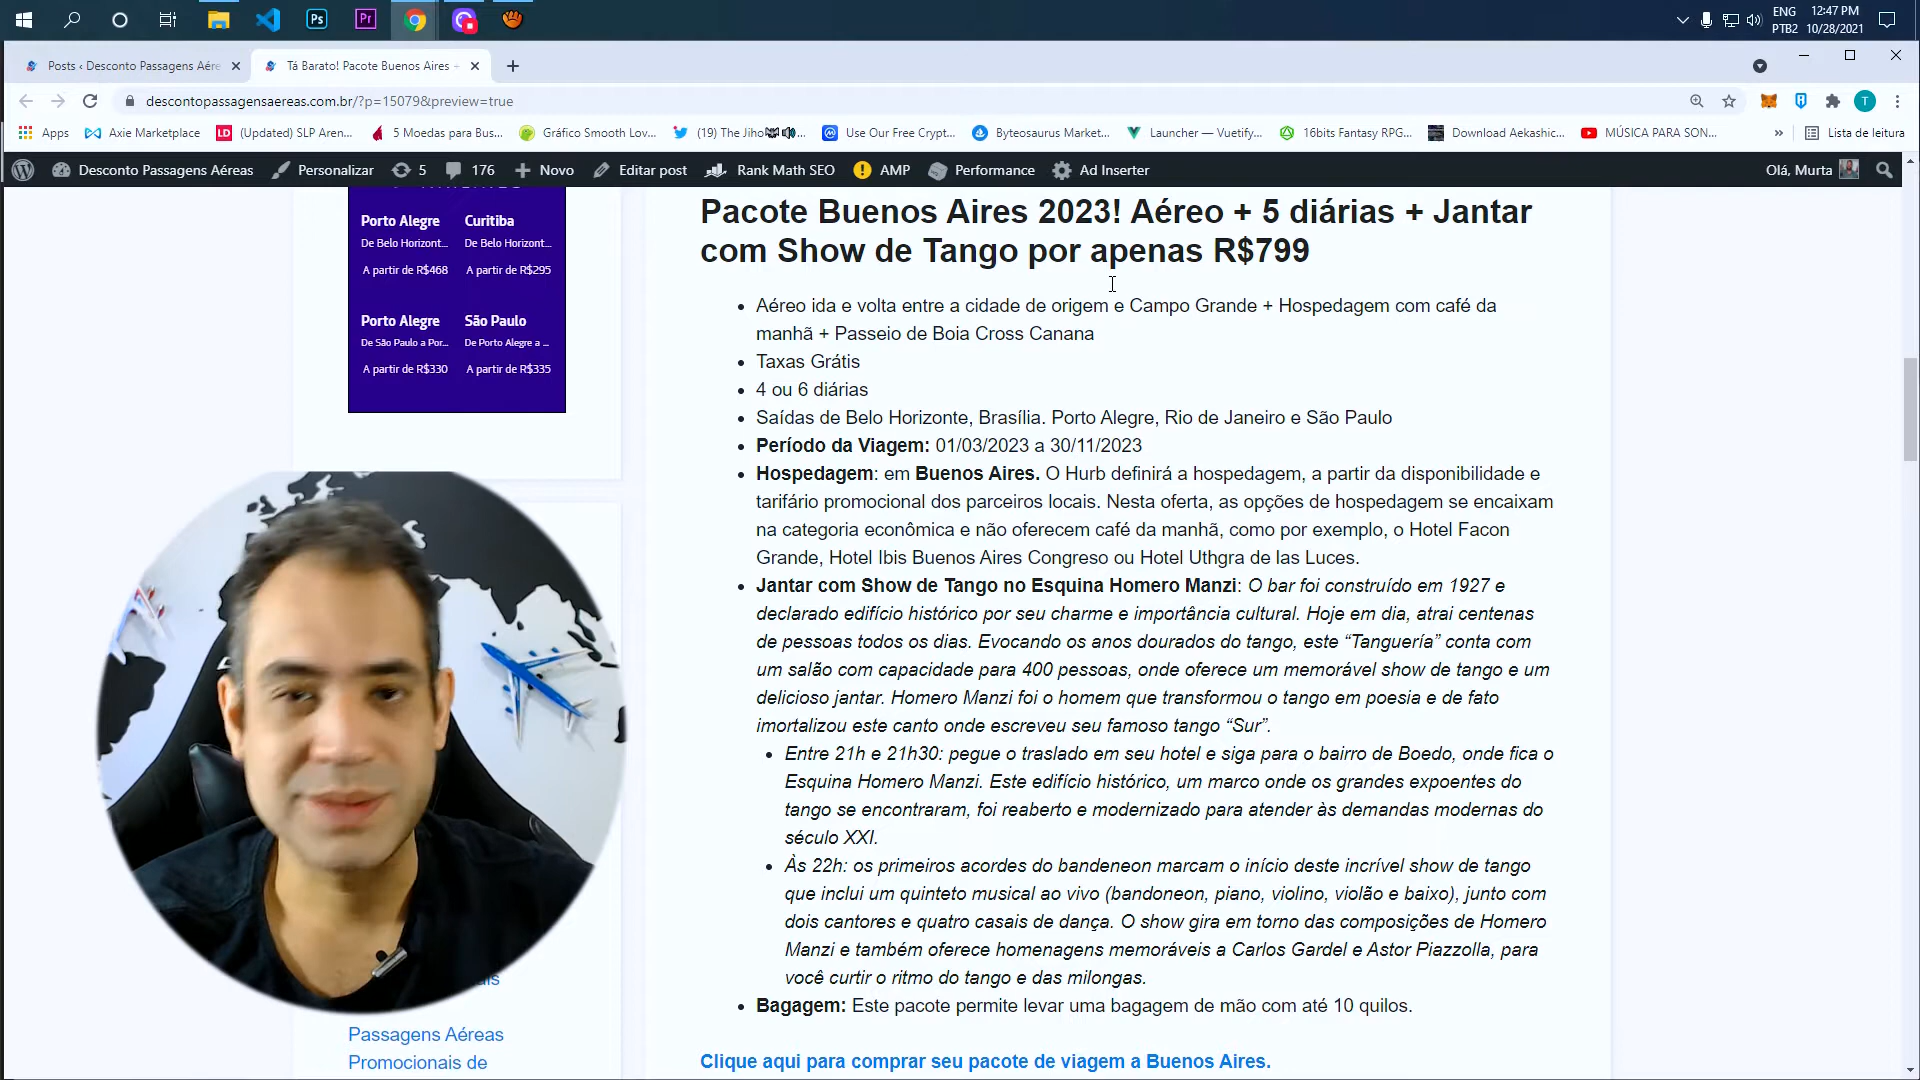 ENG
12:47 PM
PTB2
10/28/2021
Posts ‹ Desconto Passagens Aére
Tá Barato! Pacote Buenos Aires
descontopassagensaereas.com.br/?p=15079&preview=true
T
Apps
Axie Marketplace
LD
(Updated) SLP Aren...
5 Moedas para Bus...
Gráfico Smooth Lov...
(19) The Jiho
Use Our Free Crypt...
Byteosaurus Market...
Launcher — Vuetify...
16bits Fantasy RPG...
Download Aekashic...
MÚSICA PARA SON...
»
Lista de leitura
Desconto Passagens Aéreas
Personalizar
5
176
Novo
Editar post
Rank Math SEO
AMP
Performance
Ad Inserter
Olá, Murta
Porto Alegre
Curitiba
De Belo Horizont...
De Belo Horizont...
A partir de R$468
A partir de R$295
Porto Alegre
São Paulo
De São Paulo a Por...
De Porto Alegre a ...
A partir de R$330
A partir de R$335
Passagens Aéreas
Promocionais de
Pacote Buenos Aires 2023! Aéreo + 5 diárias + Jantar
com Show de Tango por apenas R$799
Aéreo ida e volta entre a cidade de origem e Campo Grande + Hospedagem com café da
manhã + Passeio de Boia Cross Canana
Taxas Grátis
4 ou 6 diárias
Saídas de Belo Horizonte, Brasília. Porto Alegre, Rio de Janeiro e São Paulo
Período da Viagem: 01/03/2023 a 30/11/2023
Hospedagem: em Buenos Aires. O Hurb definirá a hospedagem, a partir da disponibilidade e
tarifário promocional dos parceiros locais. Nesta oferta, as opções de hospedagem se encaixam
na categoria econômica e não oferecem café da manhã, como por exemplo, o Hotel Facon
Grande, Hotel Ibis Buenos Aires Congreso ou Hotel Uthgra de las Luces.
Jantar com Show de Tango no Esquina Homero Manzi: O bar foi construído em 1927 e
declarado edifício histórico por seu charme e importância cultural. Hoje em dia, atrai centenas
de pessoas todos os dias. Evocando os anos dourados do tango, este “Tanguería” conta com
um salão com capacidade para 400 pessoas, onde oferece um memorável show de tango e um
delicioso jantar. Homero Manzi foi o homem que transformou o tango em poesia e de fato
imortalizou este canto onde escreveu seu famoso tango “Sur”.
Entre 21h e 21h30: pegue o traslado em seu hotel e siga para o bairro de Boedo, onde fica o
Esquina Homero Manzi. Este edifício histórico, um marco onde os grandes expoentes do
tango se encontraram, foi reaberto e modernizado para atender às demandas modernas do
século XXI.
Às 22h: os primeiros acordes do bandeneon marcam o início deste incrível show de tango
que inclui um quinteto musical ao vivo (bandoneon, piano, violino, violão e baixo), junto com
dois cantores e quatro casais de dança. O show gira em torno das composições de Homero
Manzi e também oferece homenagens memoráveis a Carlos Gardel e Astor Piazzolla, para
você curtir o ritmo do tango e das milongas.
Bagagem: Este pacote permite levar uma bagagem de mão com até 10 quilos.
Clique aqui para comprar seu pacote de viagem a Buenos Aires.